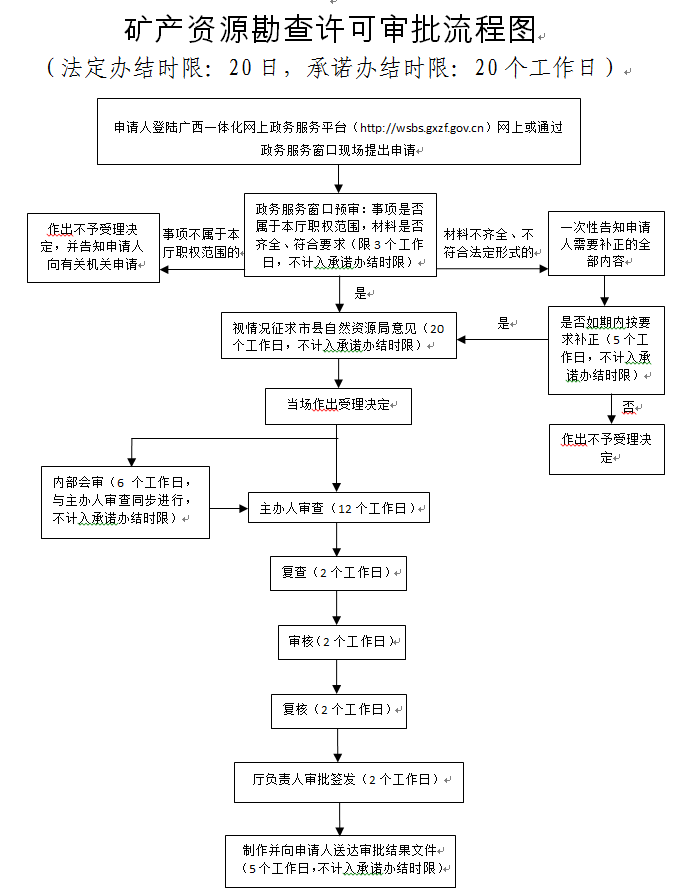 矿产资源勘查许可审批流程图
（法定办结时限：20日，承诺办结时限：20个工作日）
申请人登陆广西一体化网上政务服务平台（http://wsbs.gxzf.gov.cn）网上或通过
政务服务窗口现场提出申请
政务服务窗口预审：事项是否
属于本厅职权范围，材料是否
齐全、符合要求（限3个工作
日，不计入承诺办结时限）
事项不属于本
厅职权范围的
作出不予受理决
定，并告知申请人
向有关机关申请
材料不齐全、不
符合法定形式的
一次性告知申请
人需要补正的全
部内容
是
视情况征求市县自然资源局意见（20
个工作日，不计入承诺办结时限）
是
是否如期内按要
求补正（5个工
作日，不计入承
诺办结时限）
否
作出不予受理决
定
当场作出受理决定
内部会审（6 个工作日，
与主办人审查同步进行，
不计入承诺办结时限）
主办人审查（12个工作日）
复查（2个工作日）
审核（2个工作日）
复核（2个工作日）
厅负责人审批签发（2个工作日）
制作并向申请人送达审批结果文件
（5个工作日，不计入承诺办结时限）